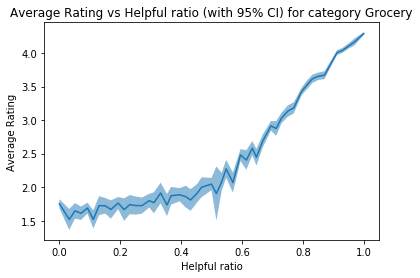 Average Rating vs Helpful ratio (with 95% CI) for category Grocery
Average Rating
4.0
3.5
3.0
2.5
2.0
1.5
0.0 0.2 0.4 0.6 0.8 1.0
Helpful ratio